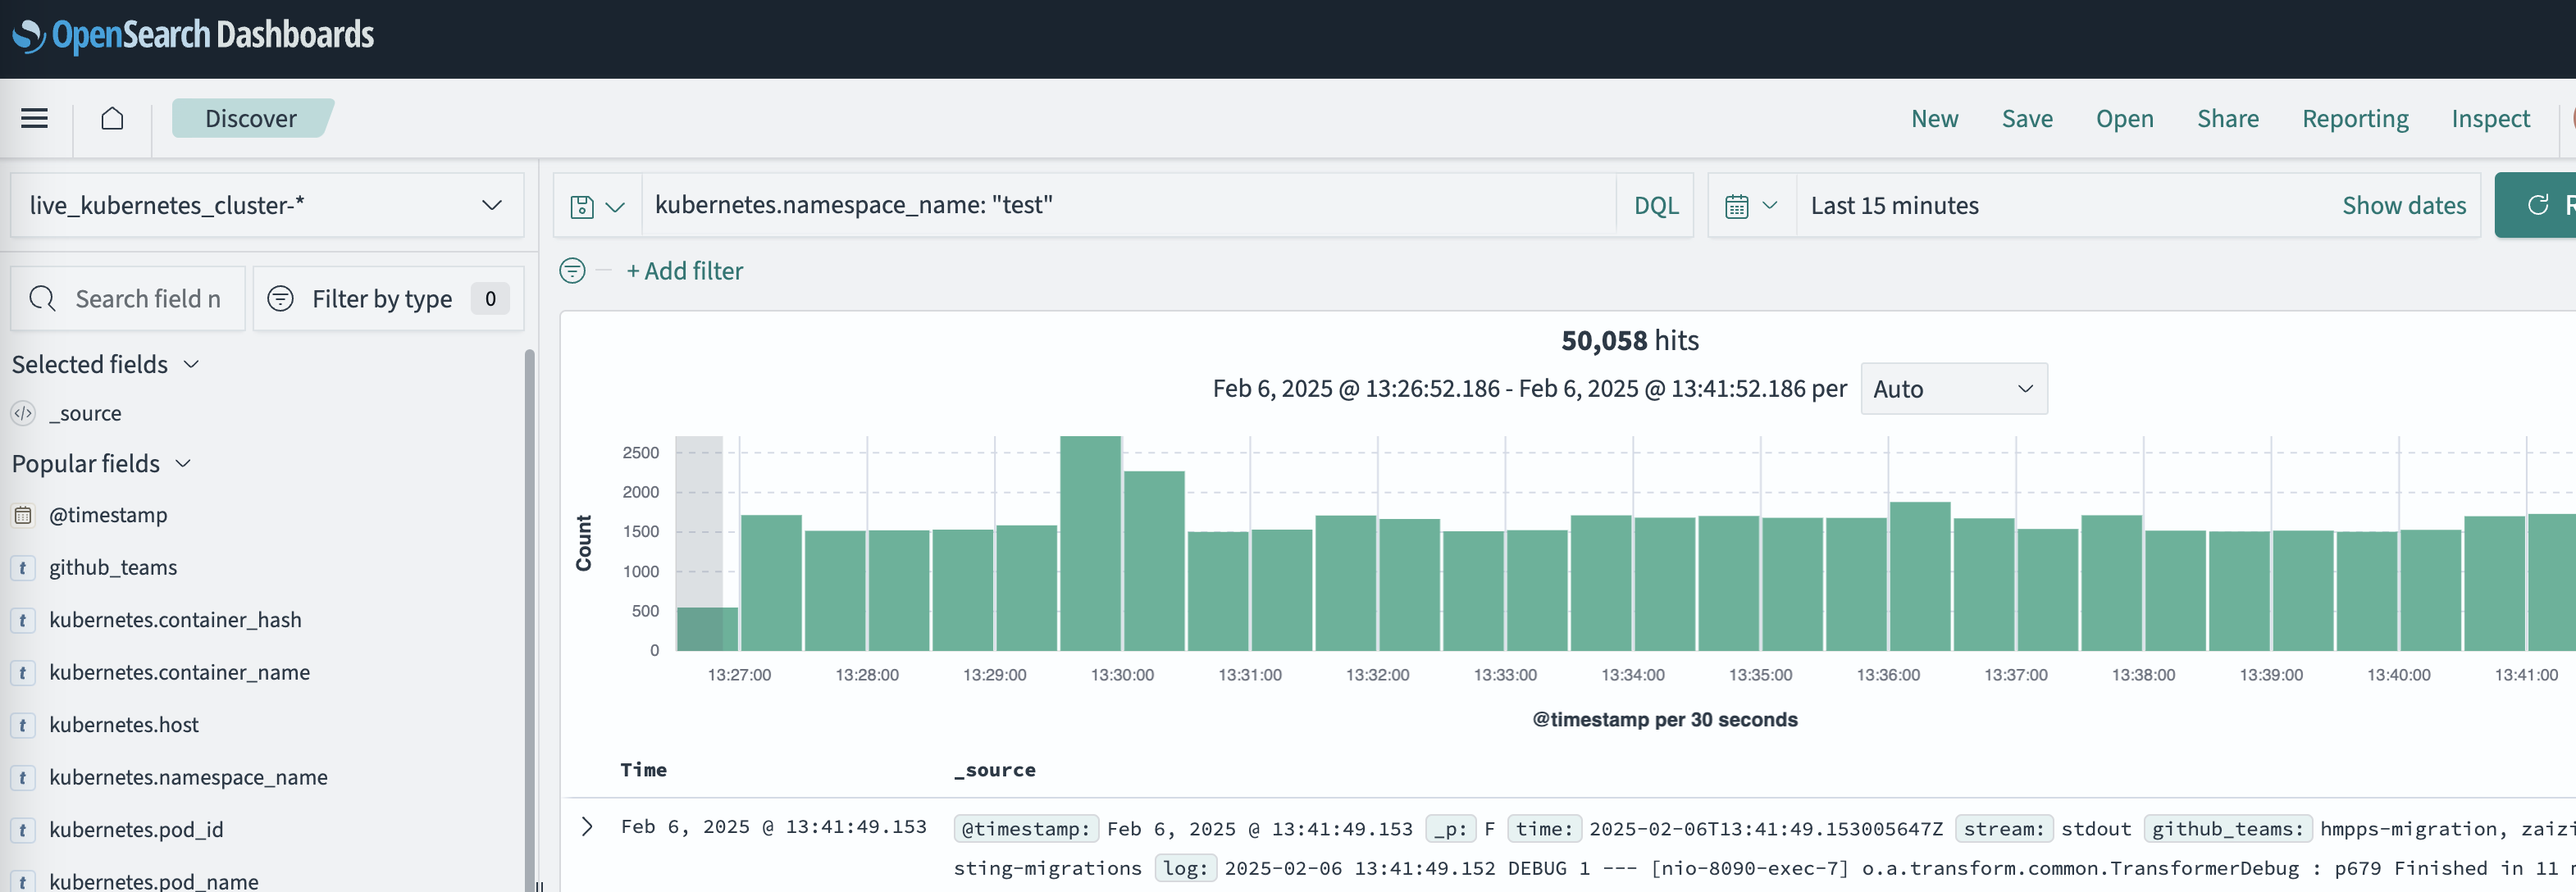 OpenSearch Dashboards
Discover
New Save Open Share Reporting Inspect
live_kubernetes_cluster-*
kubernetes.namespace_name: "test" DQL
Last 15 minutes Show dates
Search field n
Filter by type 0
+ Add filter
Selected fields
_source
Popular fields
@timestamp
github_teams
kubernetes.container_hash
kubernetes.container_name
kubernetes.host
kubernetes.namespace_name
kubernetes.pod_id
kubernetes.pod_name
50,058 hits
Feb 6, 2025 @ 13:26:52.186 - Feb 6, 2025 @ 13:41:52.186 per Auto
Count
2500
2000
1500
1000
500
0
13:27:00 13:28:00 13:29:00 13:30:00 13:31:00 13:32:00 13:33:00 13:34:00 13:35:00 13:36:00 13:37:00 13:38:00 13:39:00 13:40:00 13:41:00
@timestamp per 30 seconds
Time _source
Feb 6, 2025 @ 13:41:49.153 @timestamp: Feb 6, 2025 @ 13:41:49.153 _p: F time: 2025-02-06T13:41:49.153005647Z stream: stdout github_teams: hmpps-migration, zaizi
sting-migrations log: 2025-02-06 13:41:49.152 DEBUG 1 --- [nio-8090-exec-7] o.a.transform.common.TransformerDebug : p679 Finished in 11